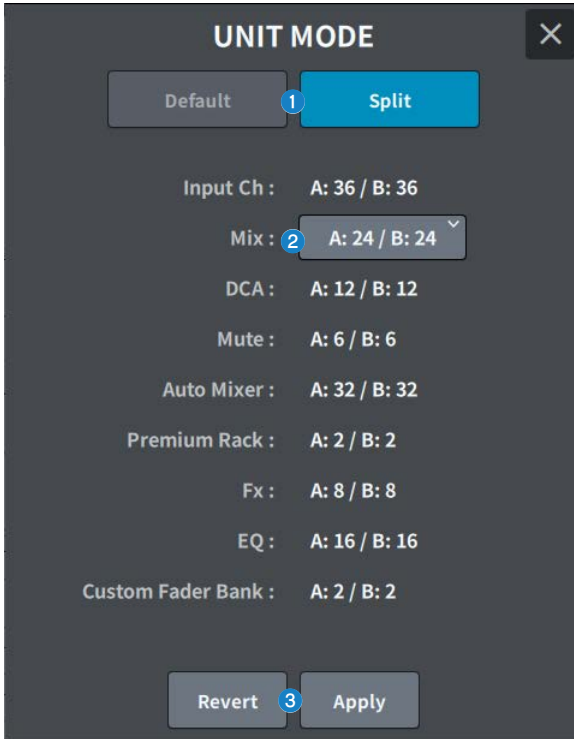 UNIT MODE
Default 1 Split
Input Ch : A: 36 / B: 36
Mix : 2 A: 24 / B: 24
DCA : A: 12 / B: 12
Mute : A: 6 / B: 6
Auto Mixer : A: 32 / B: 32
Premium Rack : A: 2 / B: 2
Fx : A: 8 / B: 8
EQ : A: 16 / B: 16
Custom Fader Bank : A: 2 / B: 2
Revert 3 Apply